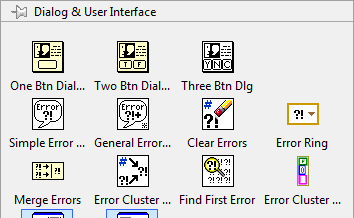 Dialog & User Interface
One Btn Dial... Two Btn Dial... Three Btn Dlg
Simple Error ... General Error... Clear Errors Error Ring
Merge Errors Error Cluster ... Find First Error Error Cluster ...